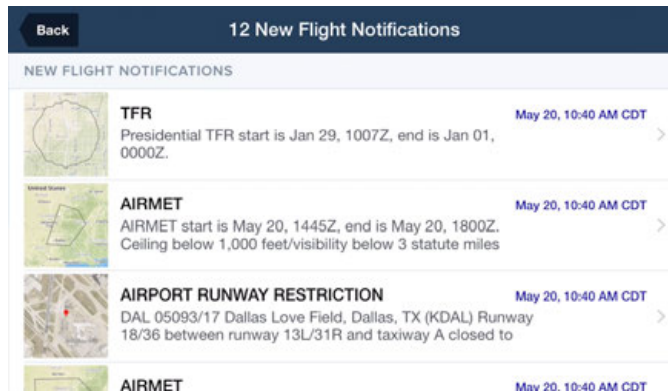 Back
12 New Flight Notifications
NEW FLIGHT NOTIFICATIONS
TFR
May 20, 10:40 AM CDT
Presidential TFR start is Jan 29, 1007Z, end is Jan 01,
0000Z.
United States
AIRMET
May 20, 10:40 AM CDT
AIRMET start is May 20, 1445Z, end is May 20, 1800Z.
Ceiling below 1,000 feet/visibility below 3 statute miles
AIRPORT RUNWAY RESTRICTION
May 20, 10:40 AM CDT
DAL 05093/17 Dallas Love Field, Dallas, TX (KDAL) Runway
18/36 between runway 13L/31R and taxiway A closed to
AIRMET
May 20, 10:40 AM CDT